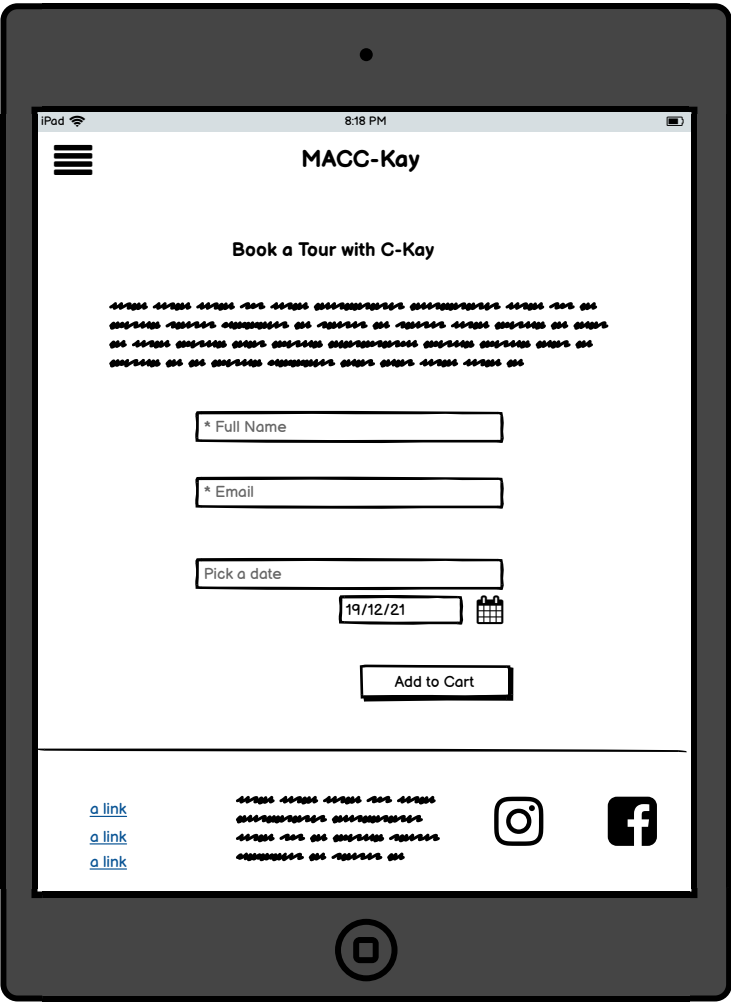 iPad 8:18 PM
MACC-Kay
Book a Tour with C-Kay
* Full Name
* Email
Pick a date
19/12/21
Add to Cart
a link
a link
a link